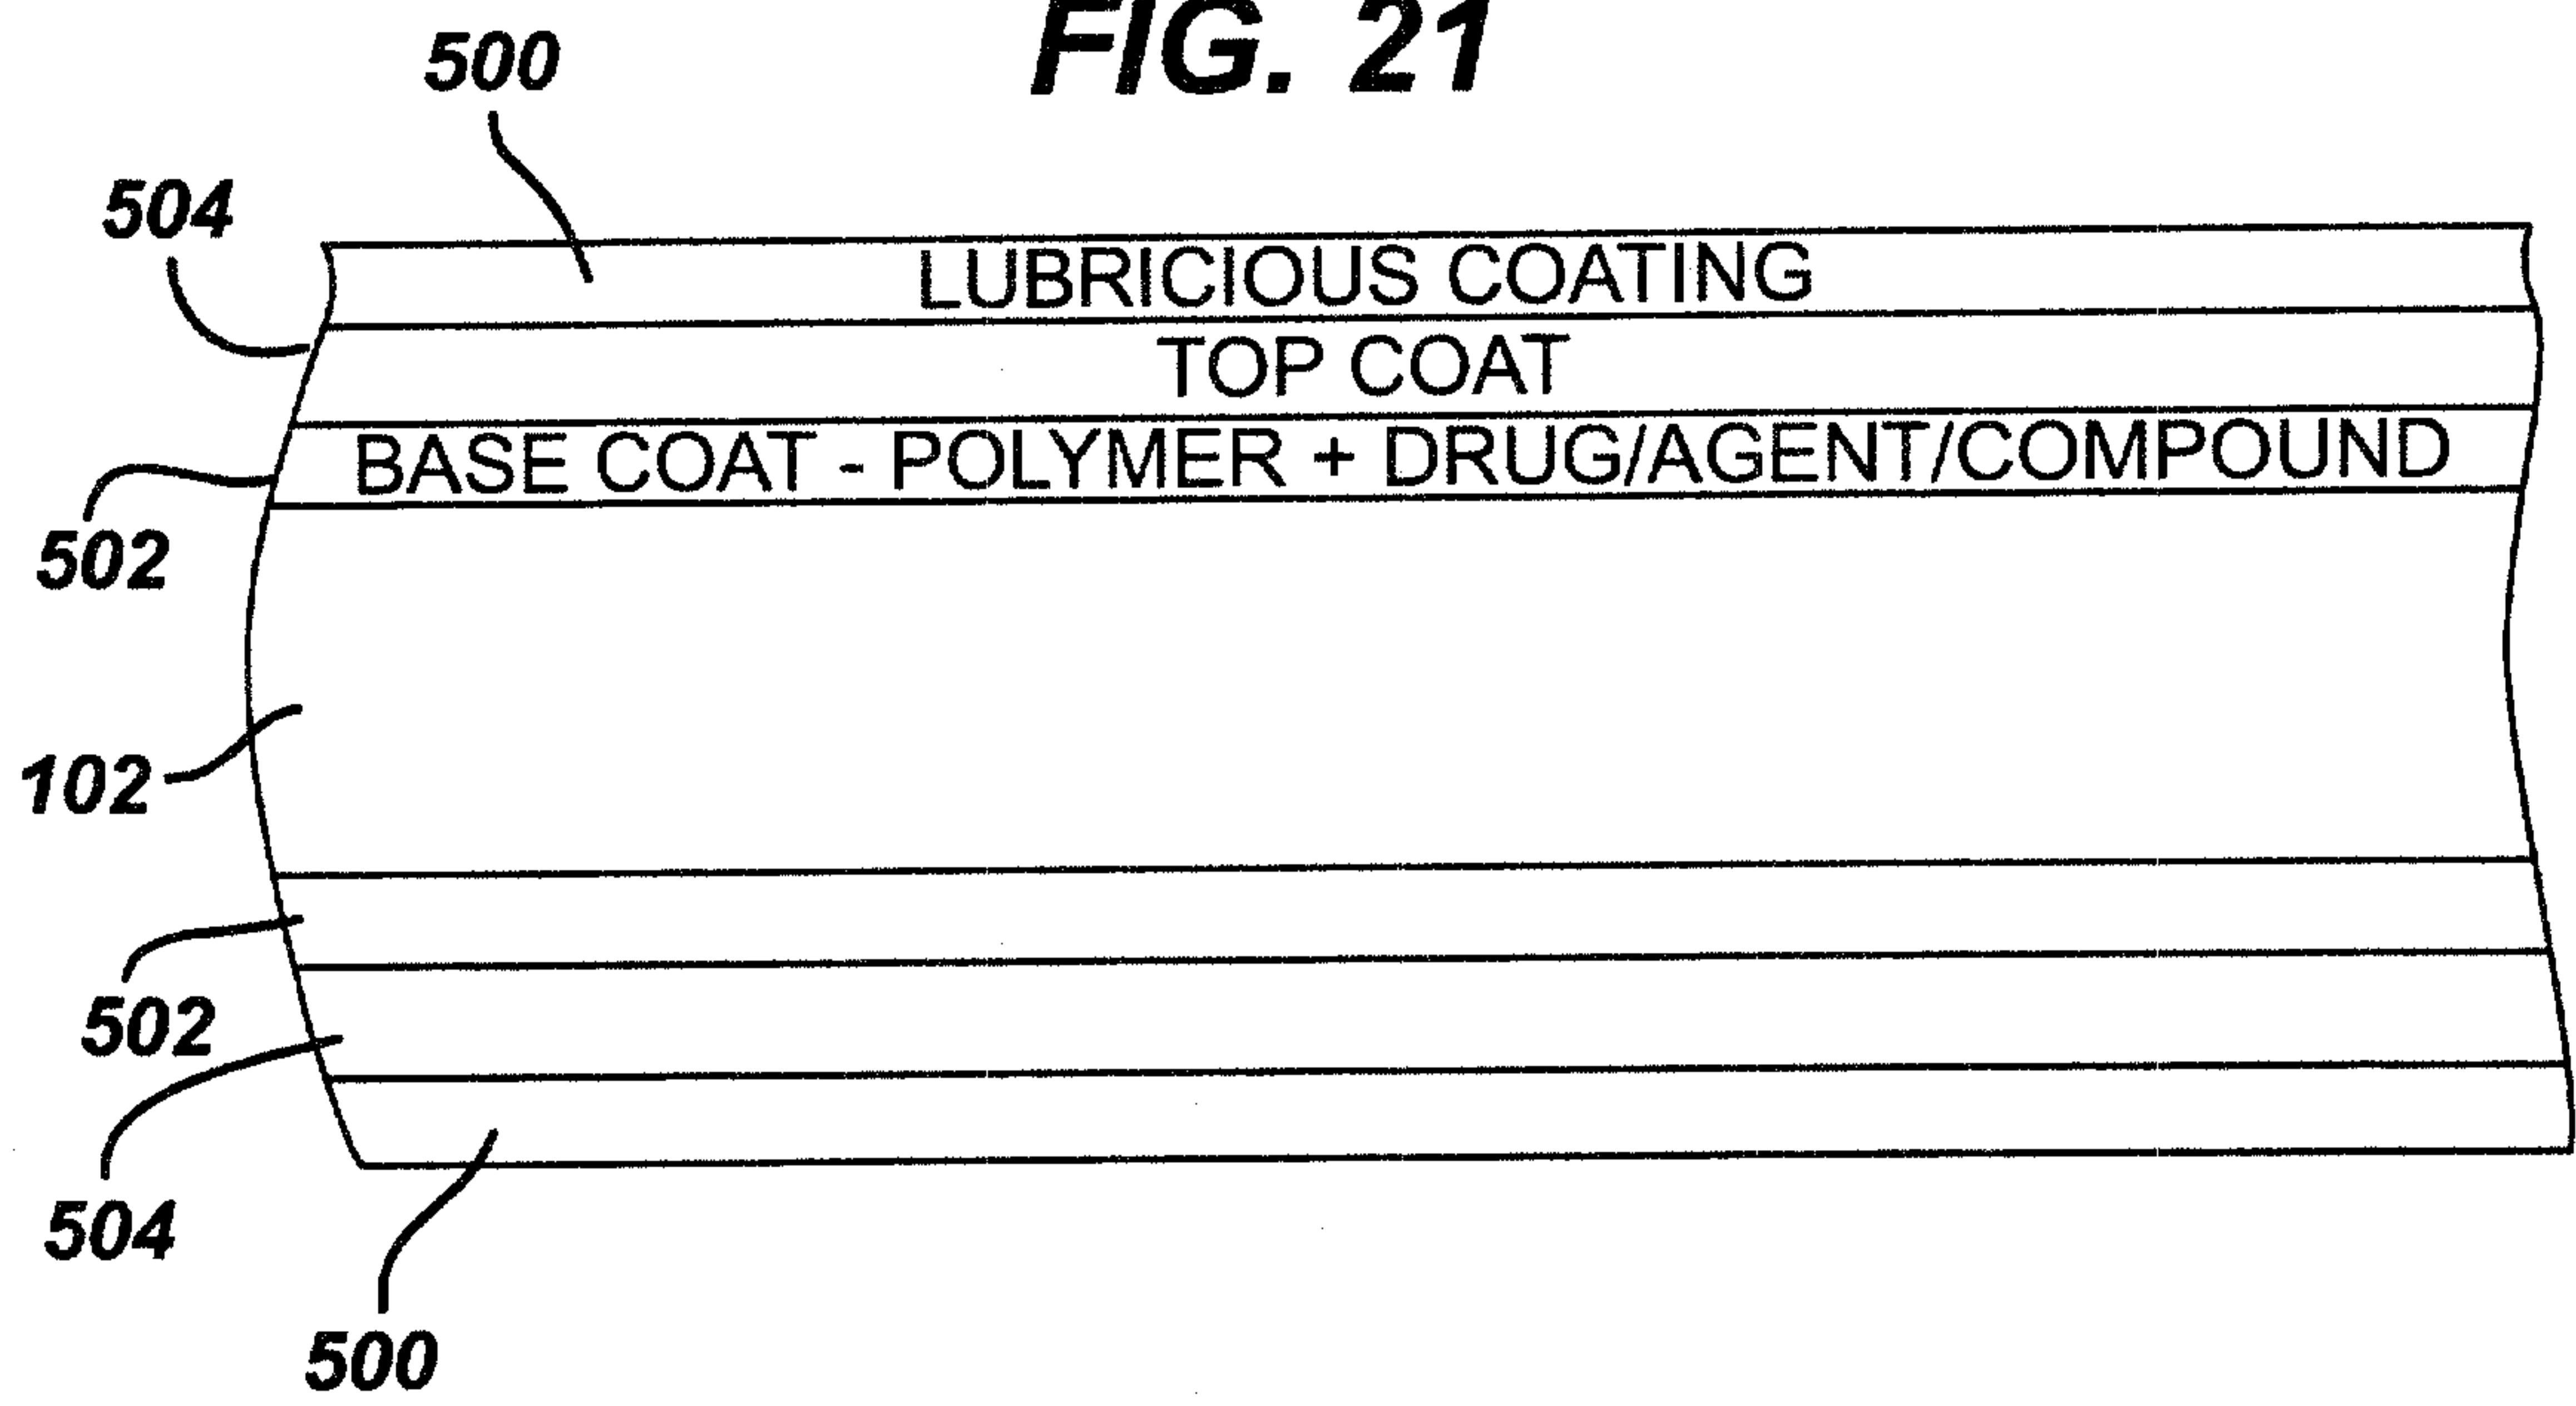 FIG. 21
500
504
LUBRICIOUS COATING
TOP COAT
BASE COAT - POLYMER + DRUG/AGENT/COMPOUND
502
102
502
504
500